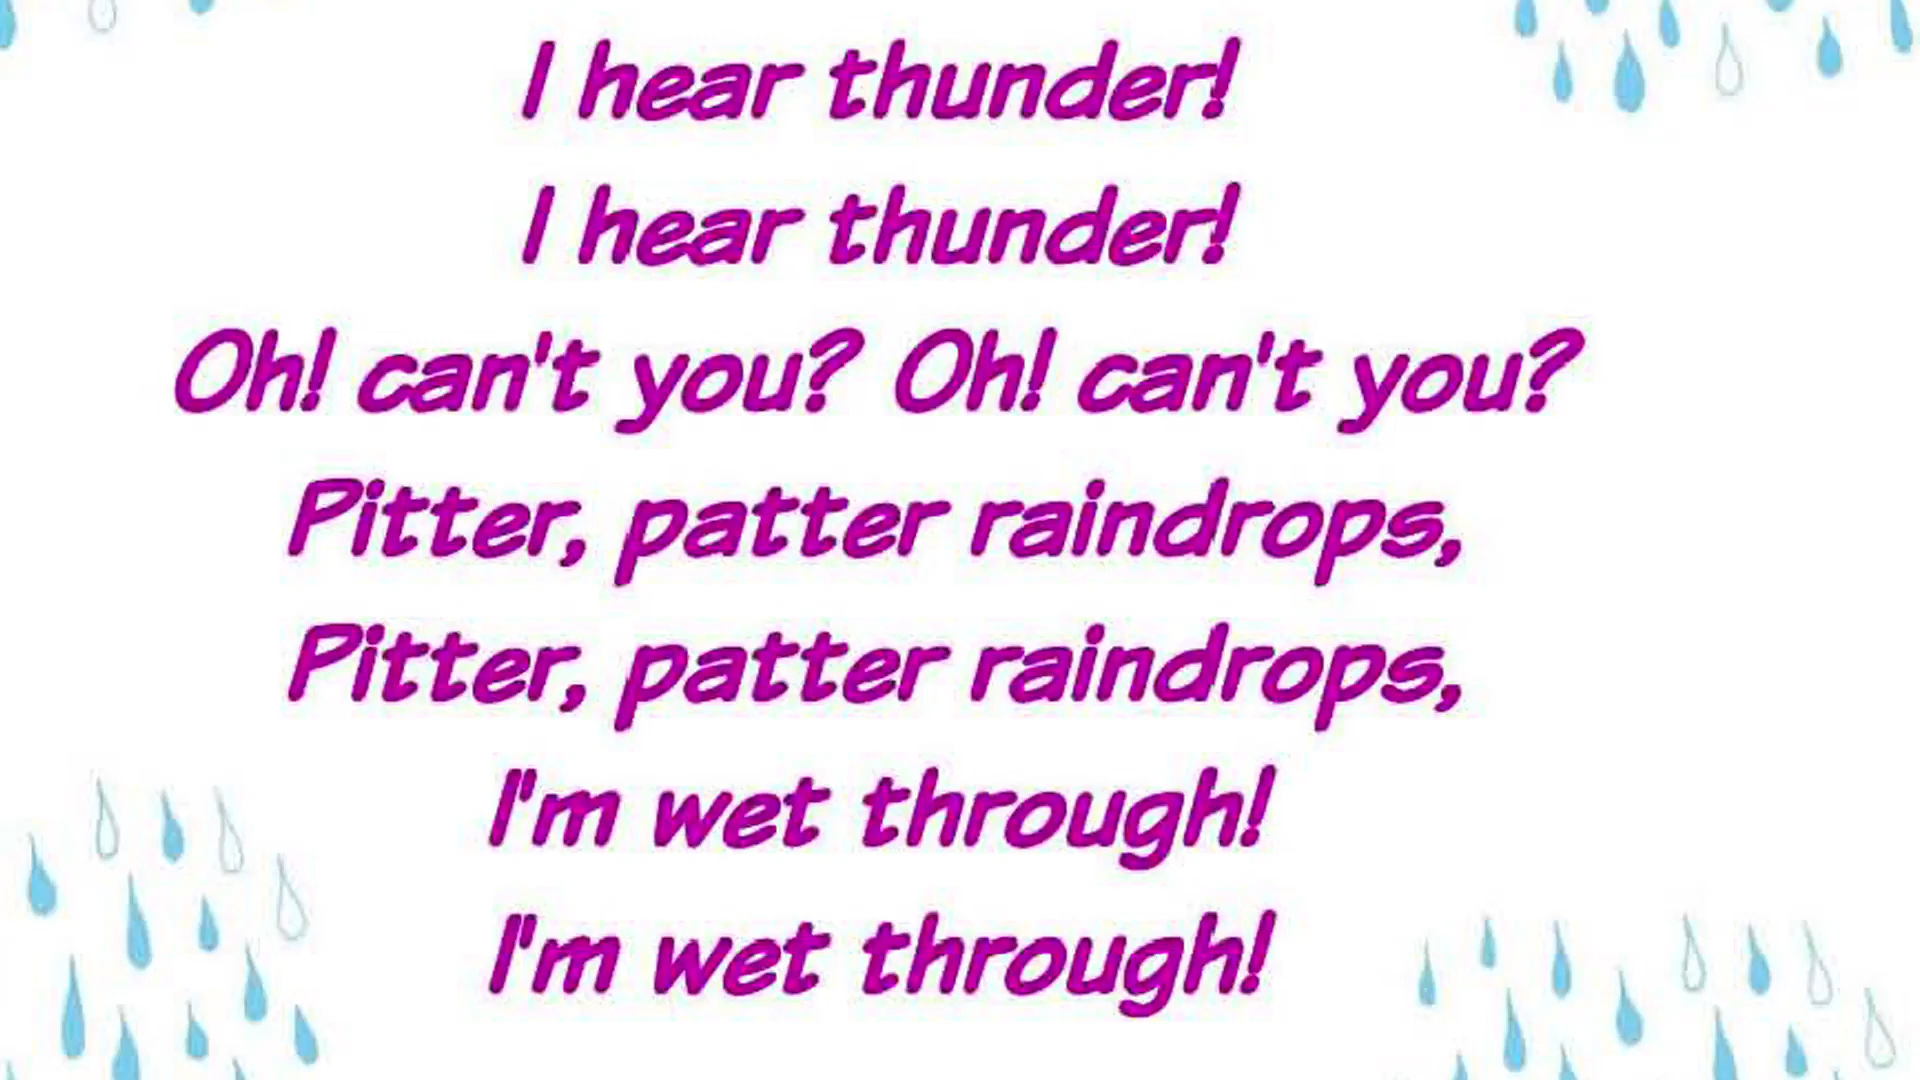 I hear thunder!
I hear thunder!
Oh! can't you? Oh! can't you?
Pitter, patter raindrops,
Pitter, patter raindrops,
I'm wet through!
I'm wet through!